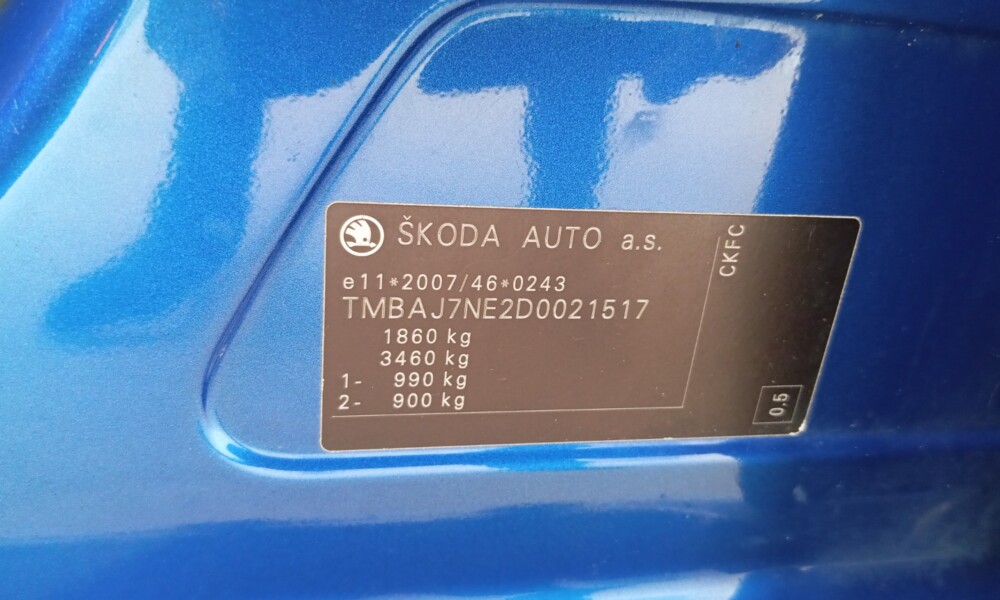 ŠKODA AUTO a.s.
e11*2007/46*0243
TMBAJ7NE2D0021517
1860 kg
3460 kg
1- 990 kg
2- 900 kg
CKFC
0,5